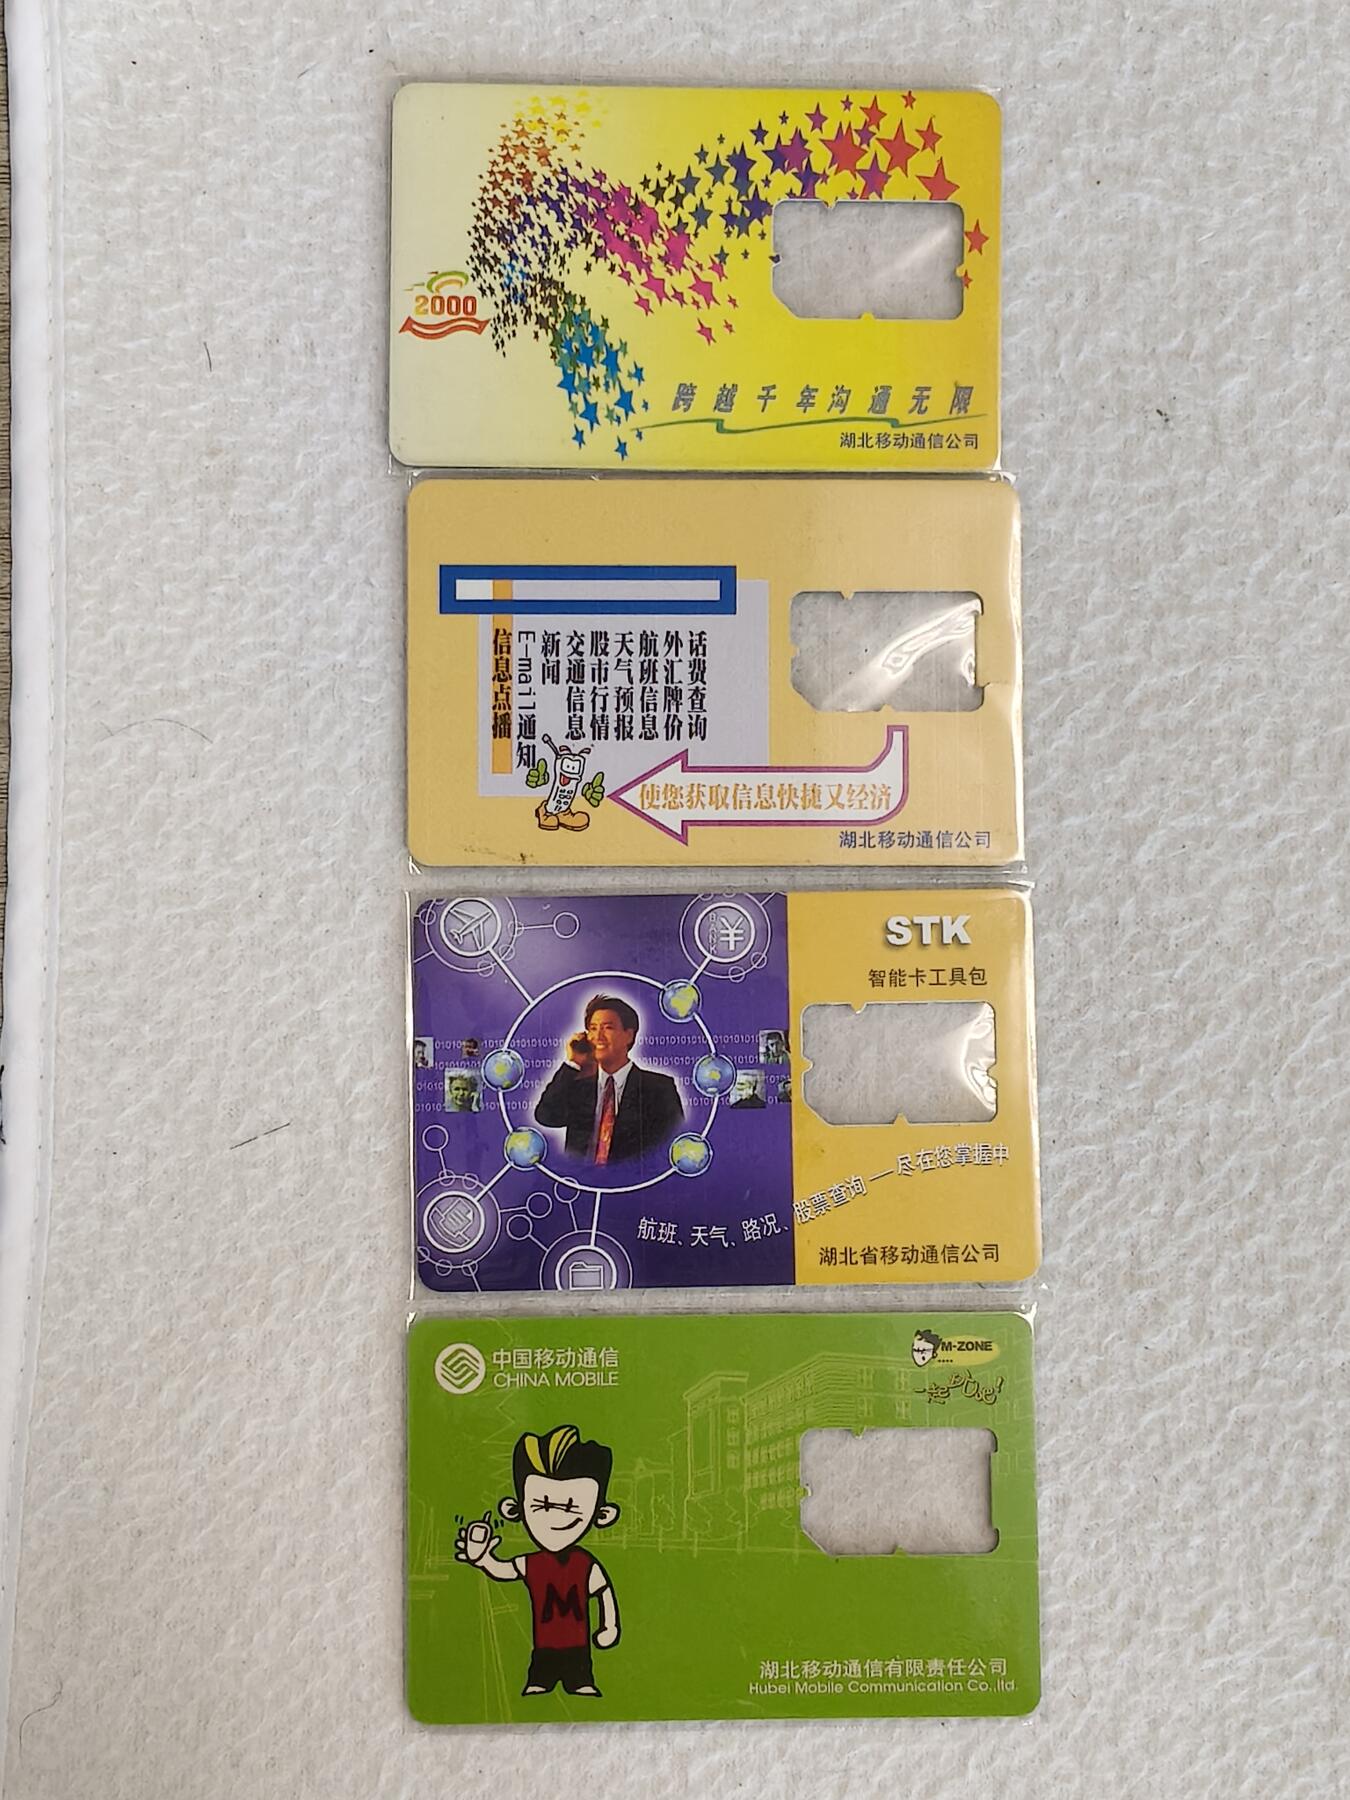 2000
跨越千年沟通无限
湖北移动通信公司
话费查询
外汇牌价
航班信息
天气预报
股市行情
交通信息
新闻
E-mail通知
信息点播
使您获取信息快捷又经济
湖北移动通信公司
STK
智能卡工具包
BANK
¥
航班、天气、路况、股票查询—尽在您掌握中
湖北省移动通信公司
中国移动通信
CHINA MOBILE
M-ZONE
M
湖北移动通信有限责任公司
Hubei Mobile Communication Co.,ltd.